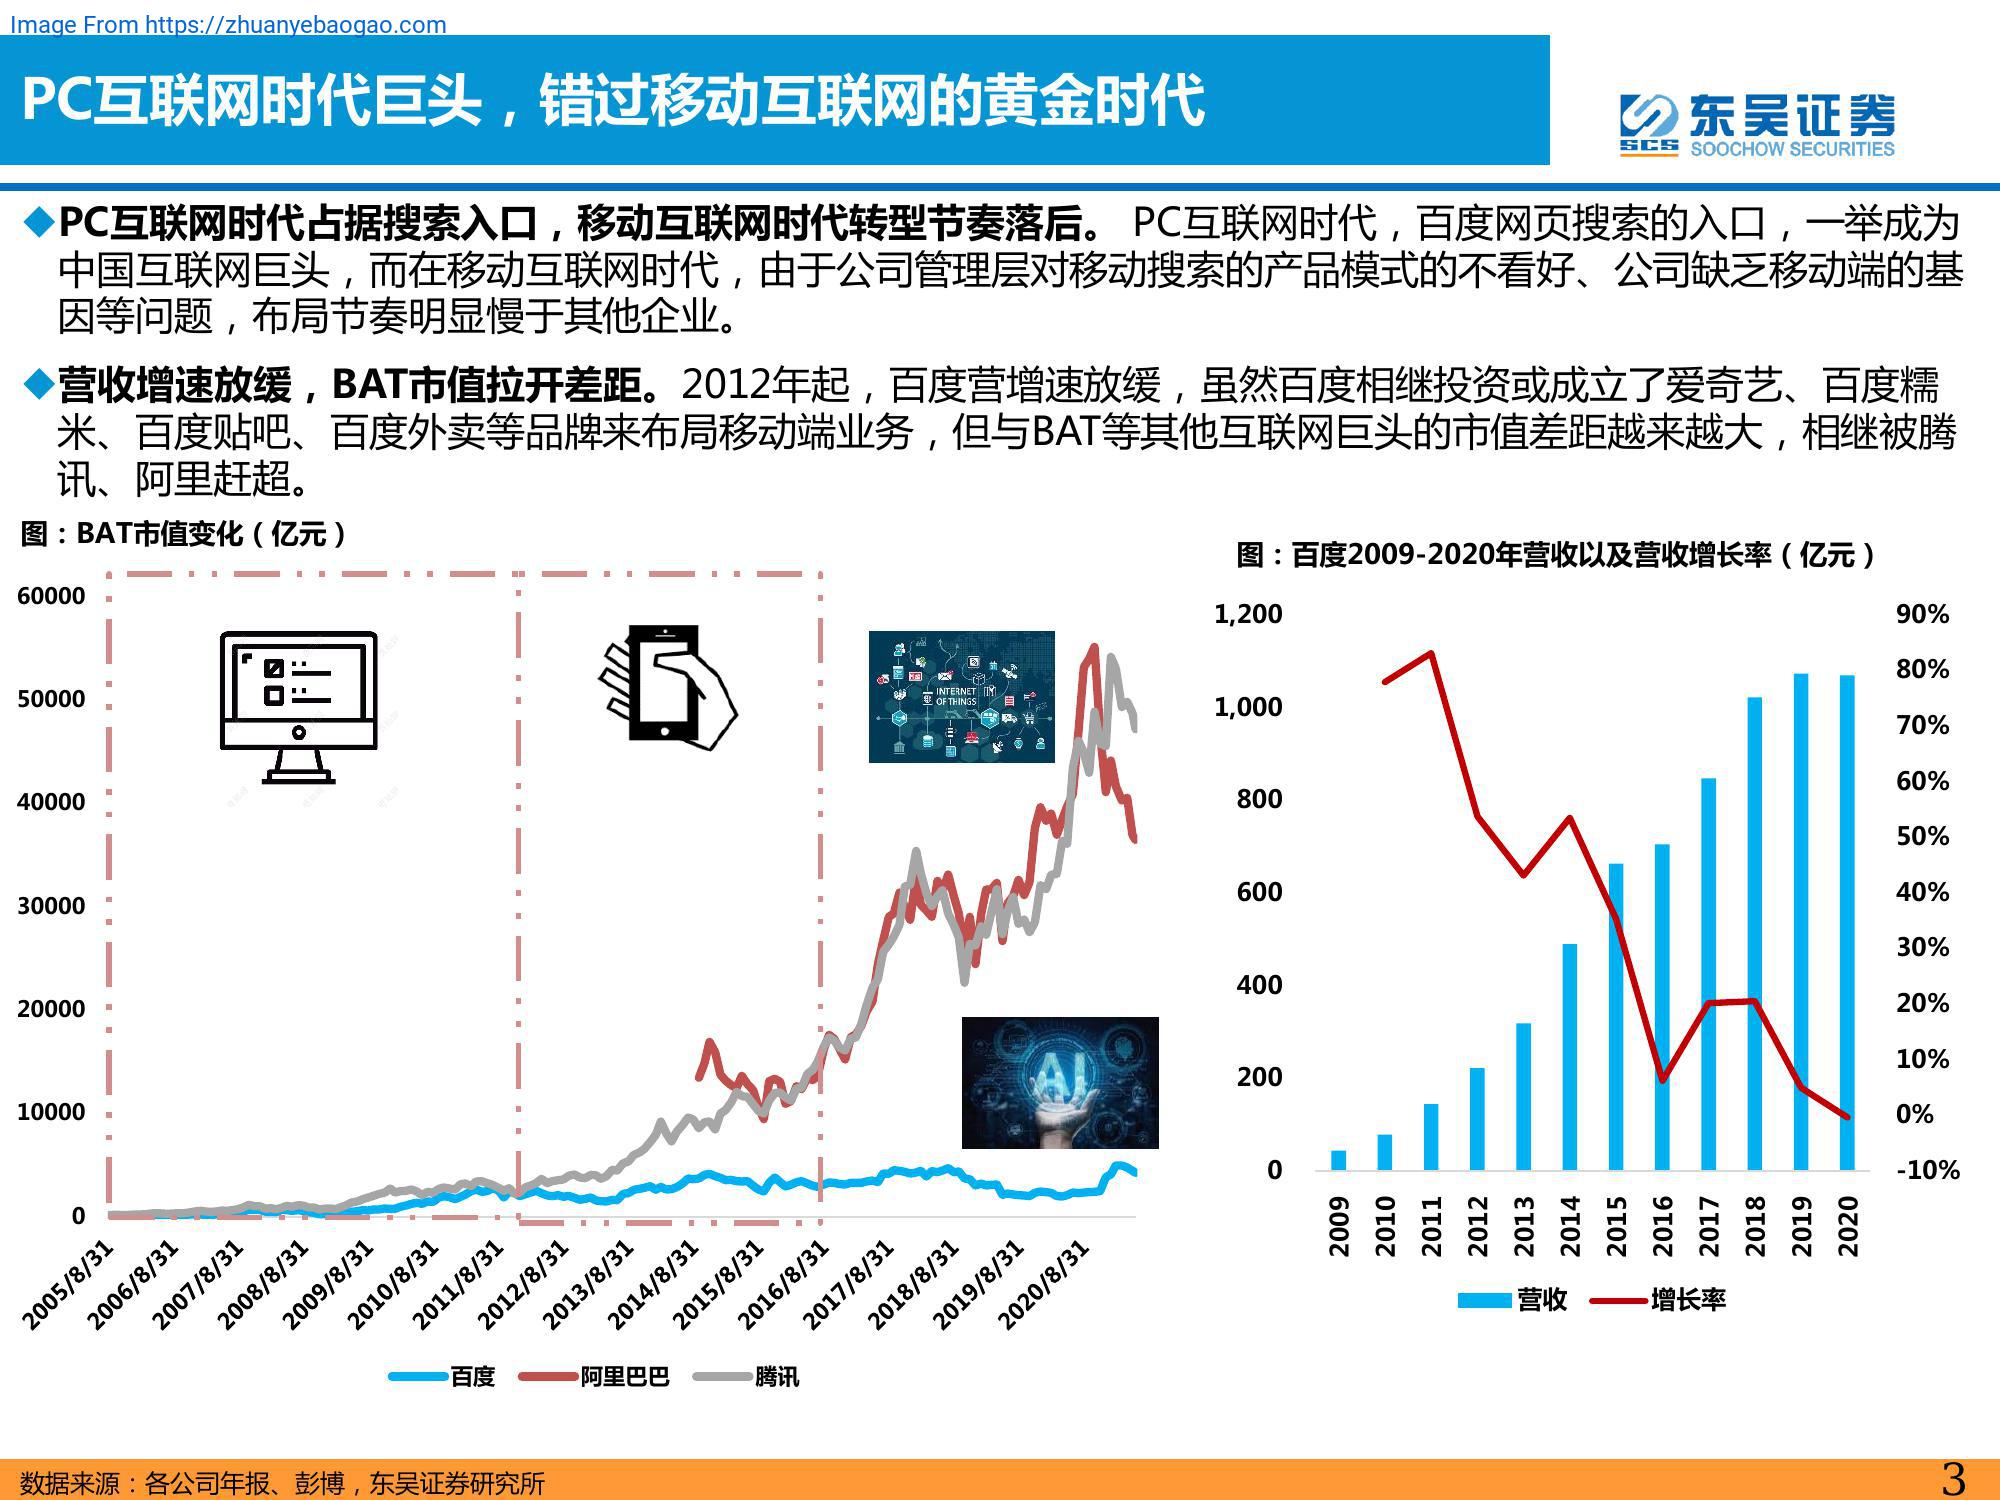 Image From https://zhuanyebaogao.com
PC互联网时代巨头，错过移动互联网的黄金时代
东吴证券
SCS
SOOCHOW SECURITIES
PC互联网时代占据搜索入口，移动互联网时代转型节奏落后。 PC互联网时代，百度网页搜索的入口，一举成为
中国互联网巨头，而在移动互联网时代，由于公司管理层对移动搜索的产品模式的不看好、公司缺乏移动端的基
因等问题，布局节奏明显慢于其他企业。
营收增速放缓，BAT市值拉开差距。2012年起，百度营增速放缓，虽然百度相继投资或成立了爱奇艺、百度糯
米、百度贴吧、百度外卖等品牌来布局移动端业务，但与BAT等其他互联网巨头的市值差距越来越大，相继被腾
讯、阿里赶超。
图：BAT市值变化（亿元）
60000
50000
40000
30000
20000
10000
0
INTERNET
OF THINGS
AI
2005/8/31
2006/8/31
2007/8/31
2008/8/31
2009/8/31
2010/8/31
2011/8/31
2012/8/31
2013/8/31
2014/8/31
2015/8/31
2016/8/31
2017/8/31
2018/8/31
2019/8/31
2020/8/31
百度 阿里巴巴 腾讯
图：百度2009-2020年营收以及营收增长率（亿元）
1,200
1,000
800
600
400
200
0
90%
80%
70%
60%
50%
40%
30%
20%
10%
0%
-10%
2009
2010
2011
2012
2013
2014
2015
2016
2017
2018
2019
2020
营收 增长率
数据来源：各公司年报、彭博，东吴证券研究所
3